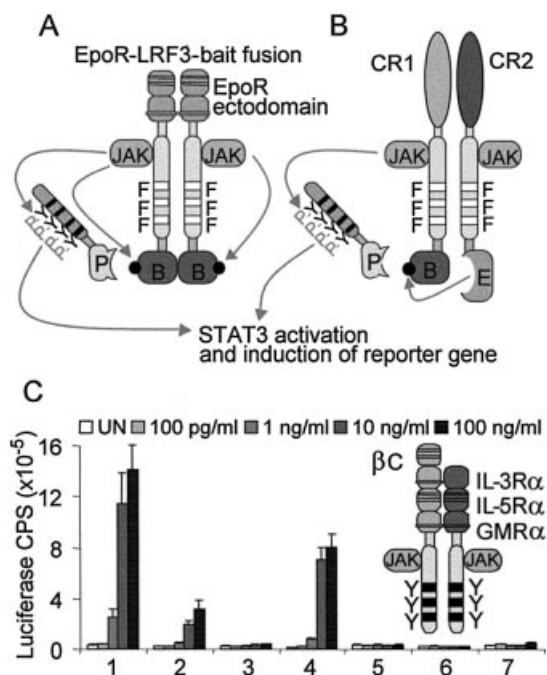 A
EpoR-LRF3-bait fusion
EpoR
ectodomain
JAK JAK
F F
F F
F F
Y Y Y Y
P P P P
P B B
B
CR1 CR2
JAK JAK
F F
F F
F F
Y Y Y Y
P P P P
P B E
STAT3 activation
and induction of reporter gene
C
UN 100 pg/ml 1 ng/ml 10 ng/ml 100 ng/ml
Luciferase CPS (x10-5)
16
12
8
4
0
1 2 3 4 5 6 7
βC
IL-3Rα
IL-5Rα
GMRα
JAK JAK
Y Y
Y Y
Y Y